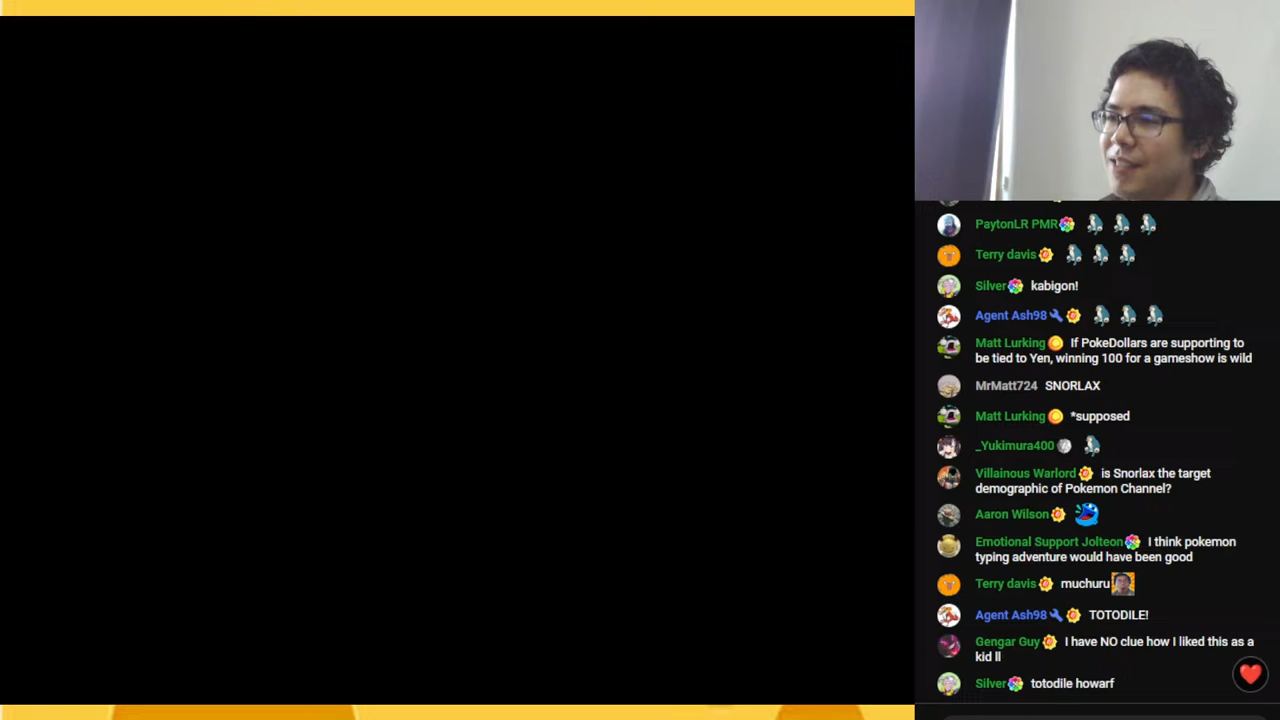 PaytonLR PMR
Terry davis
Silver kabigon!
Agent Ash98
Matt Lurking If PokeDollars are supporting to
be tied to Yen, winning 100 for a gameshow is wild
MrMatt724 SNORLAX
Matt Lurking *supposed
_Yukimura400
Villainous Warlord is Snorlax the target
demographic of Pokemon Channel?
Aaron Wilson
Emotional Support Jolteon I think pokemon
typing adventure would have been good
Terry davis muchuru
Agent Ash98 TOTODILE!
Gengar Guy I have NO clue how I liked this as a
kid ll
Silver totodile howarf